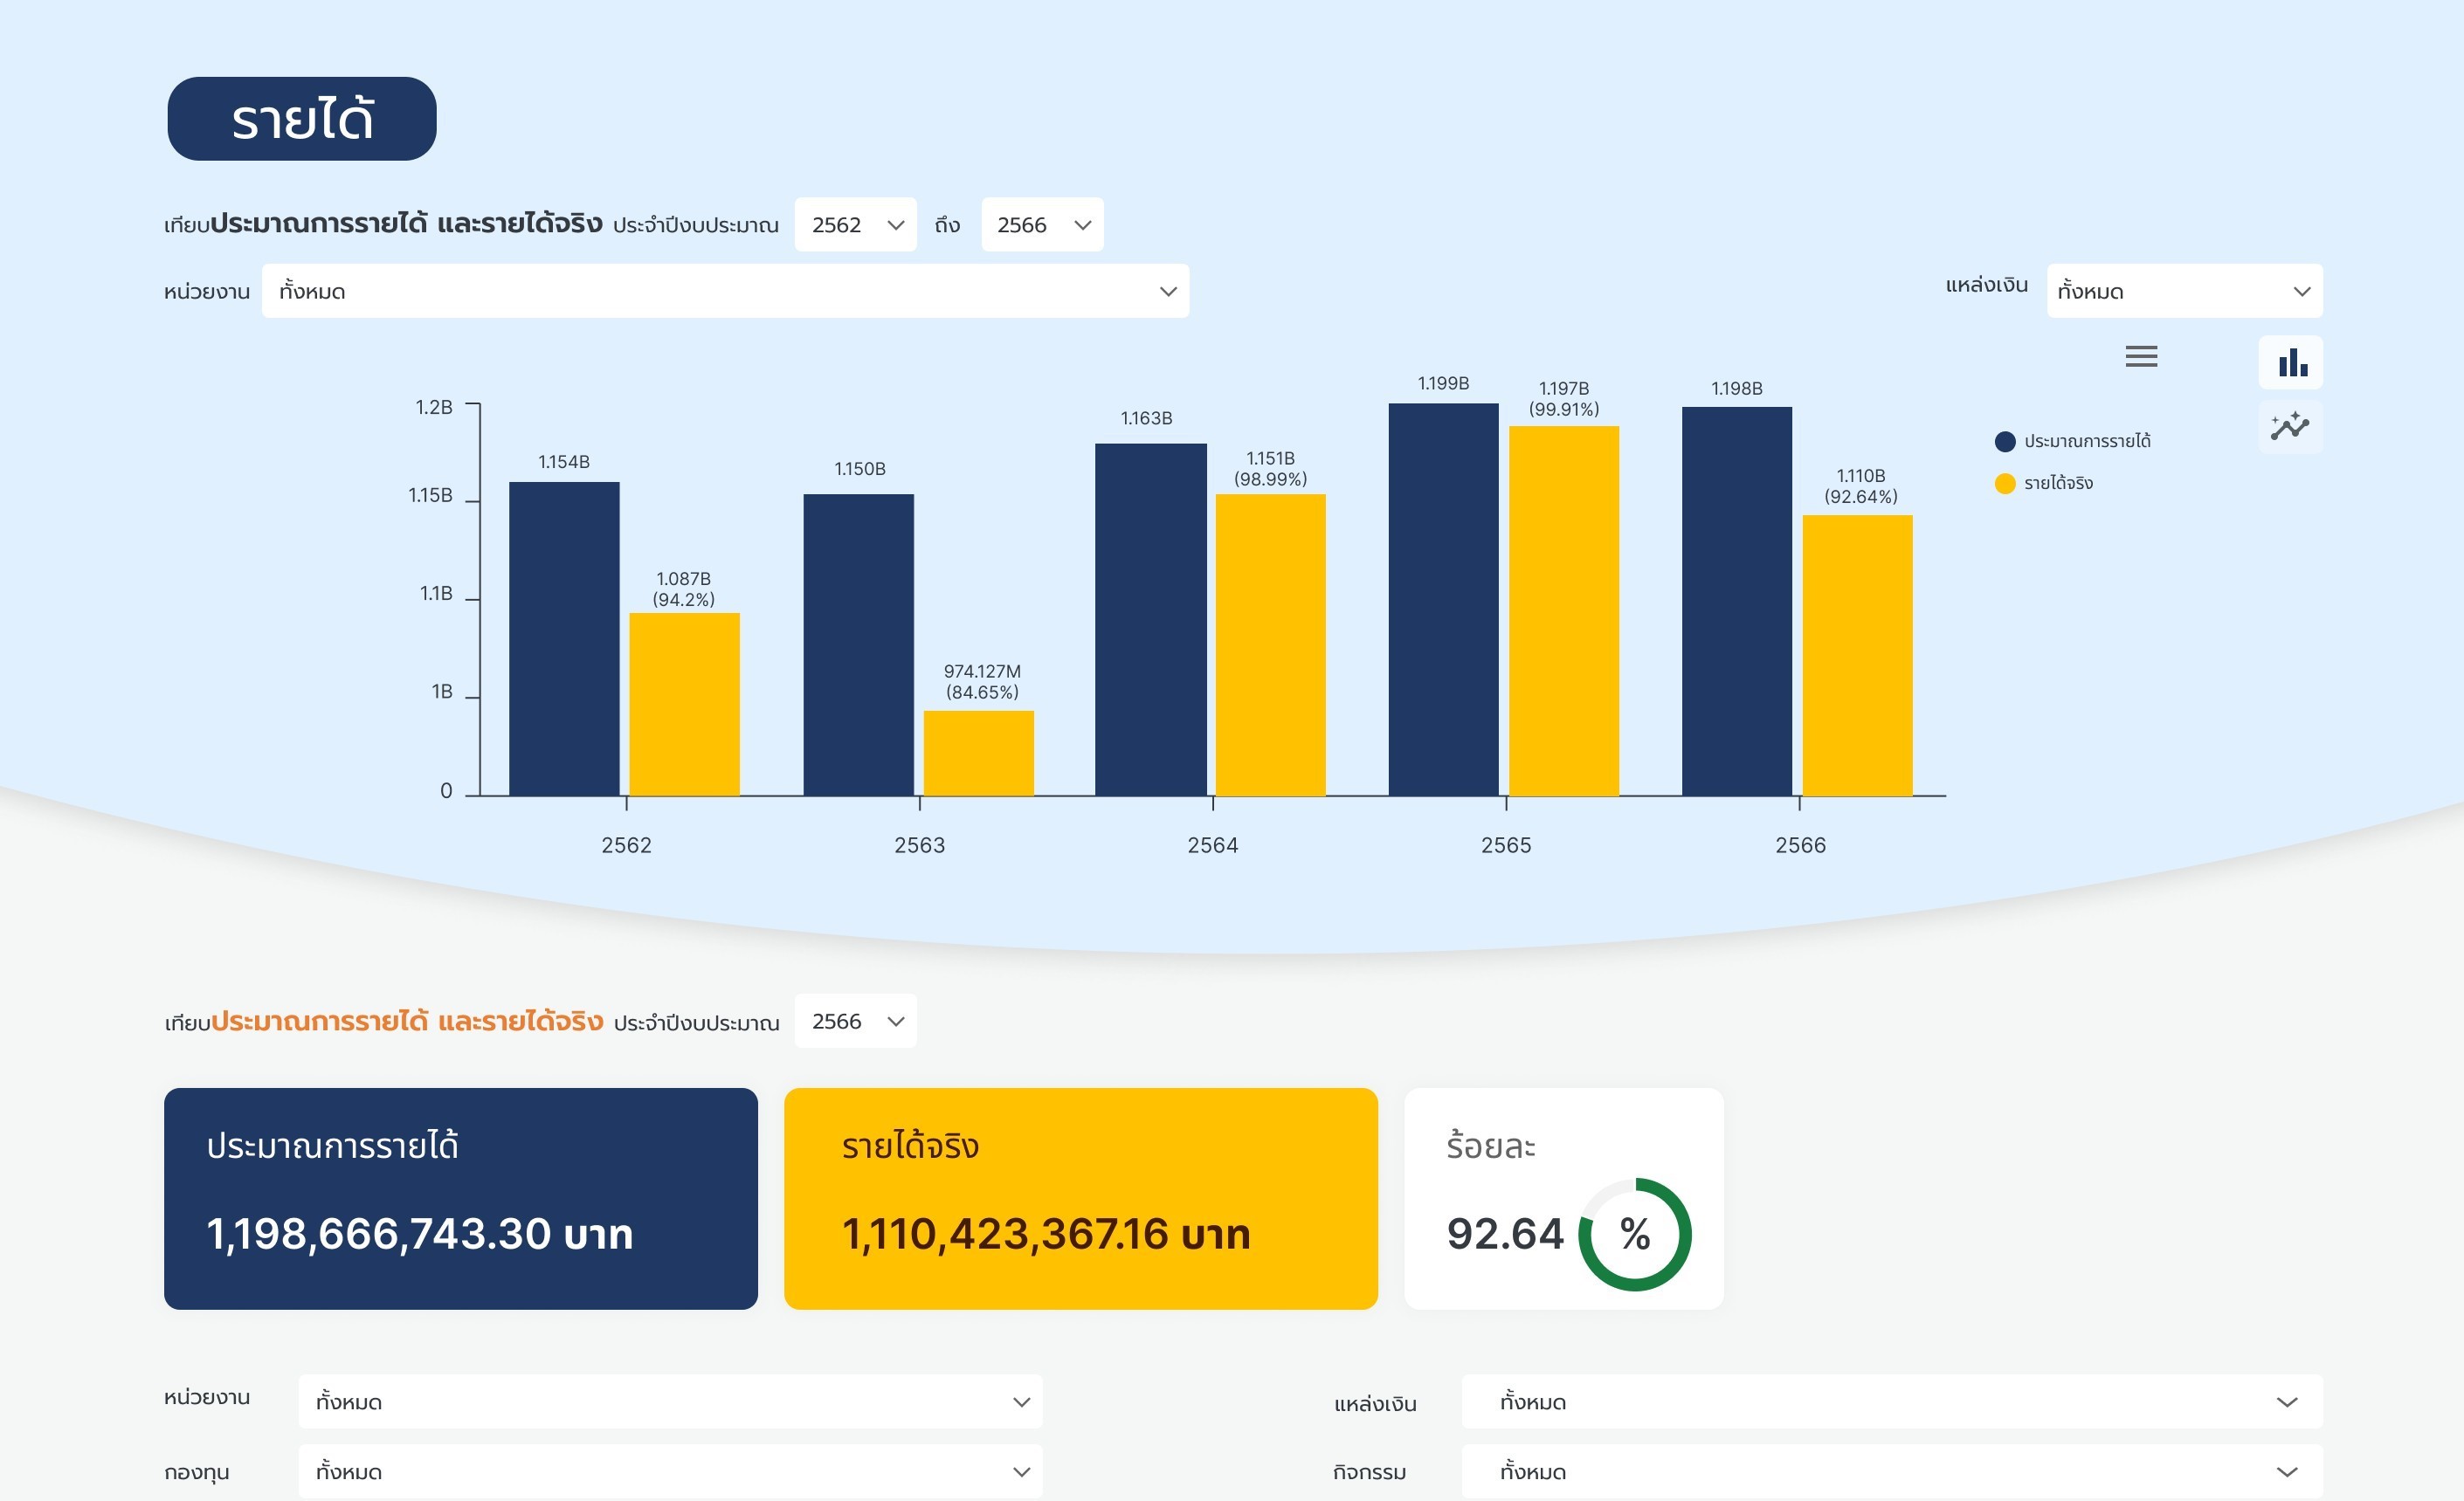 รายได้
เทียบประมาณการรายได้ และรายได้จริง ประจำปีงบประมาณ 2562 ถึง 2566
หน่วยงาน ทั้งหมด แหล่งเงิน ทั้งหมด
1.2B
1.15B
1.1B
1B
0
1.154B
1.087B
(94.2%)
1.150B
974.127M
(84.65%)
1.163B
1.151B
(98.99%)
1.199B
1.197B
(99.91%)
1.198B
1.110B
(92.64%)
ประมาณการรายได้
รายได้จริง
2562 2563 2564 2565 2566
เทียบประมาณการรายได้ และรายได้จริง ประจำปีงบประมาณ 2566
ประมาณการรายได้
1,198,666,743.30 บาท
รายได้จริง
1,110,423,367.16 บาท
ร้อยละ
92.64 %
หน่วยงาน ทั้งหมด แหล่งเงิน ทั้งหมด
กองทุน ทั้งหมด กิจกรรม ทั้งหมด